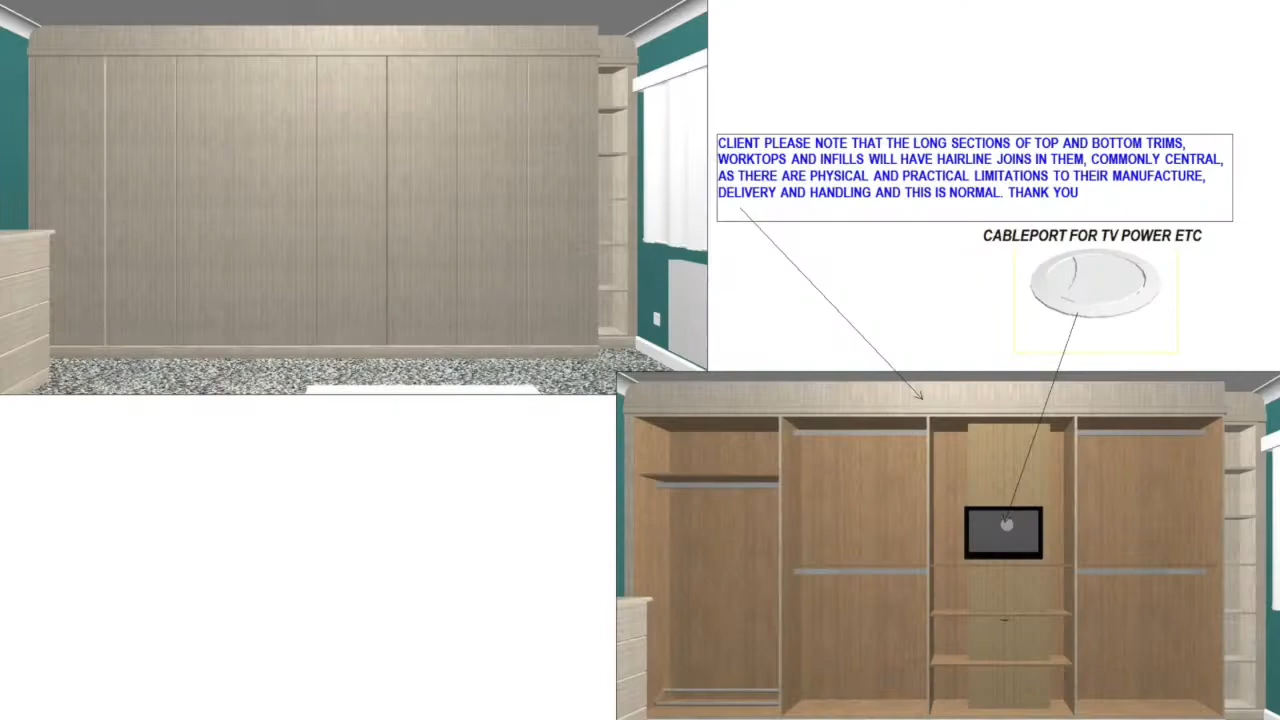 CLIENT PLEASE NOTE THAT THE LONG SECTIONS OF TOP AND BOTTOM TRIMS,
WORKTOPS AND INFILLS WILL HAVE HAIRLINE JOINS IN THEM, COMMONLY CENTRAL,
AS THERE ARE PHYSICAL AND PRACTICAL LIMITATIONS TO THEIR MANUFACTURE,
DELIVERY AND HANDLING AND THIS IS NORMAL. THANK YOU
CABLEPORT FOR TV POWER ETC